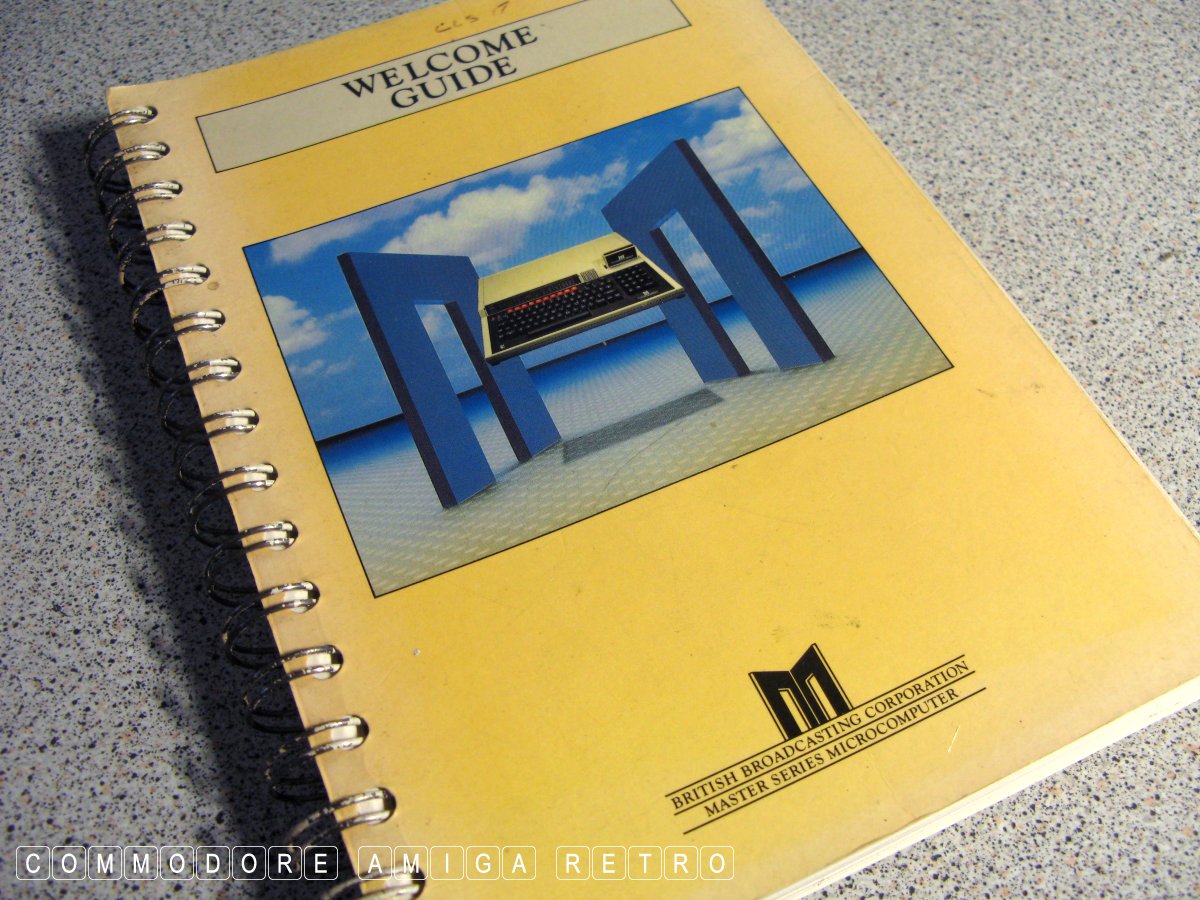 WELCOME
GUIDE
BRITISH BROADCASTING CORPORATION
MASTER SERIES MICROCOMPUTER
COMMODORE AMIGA RETRO